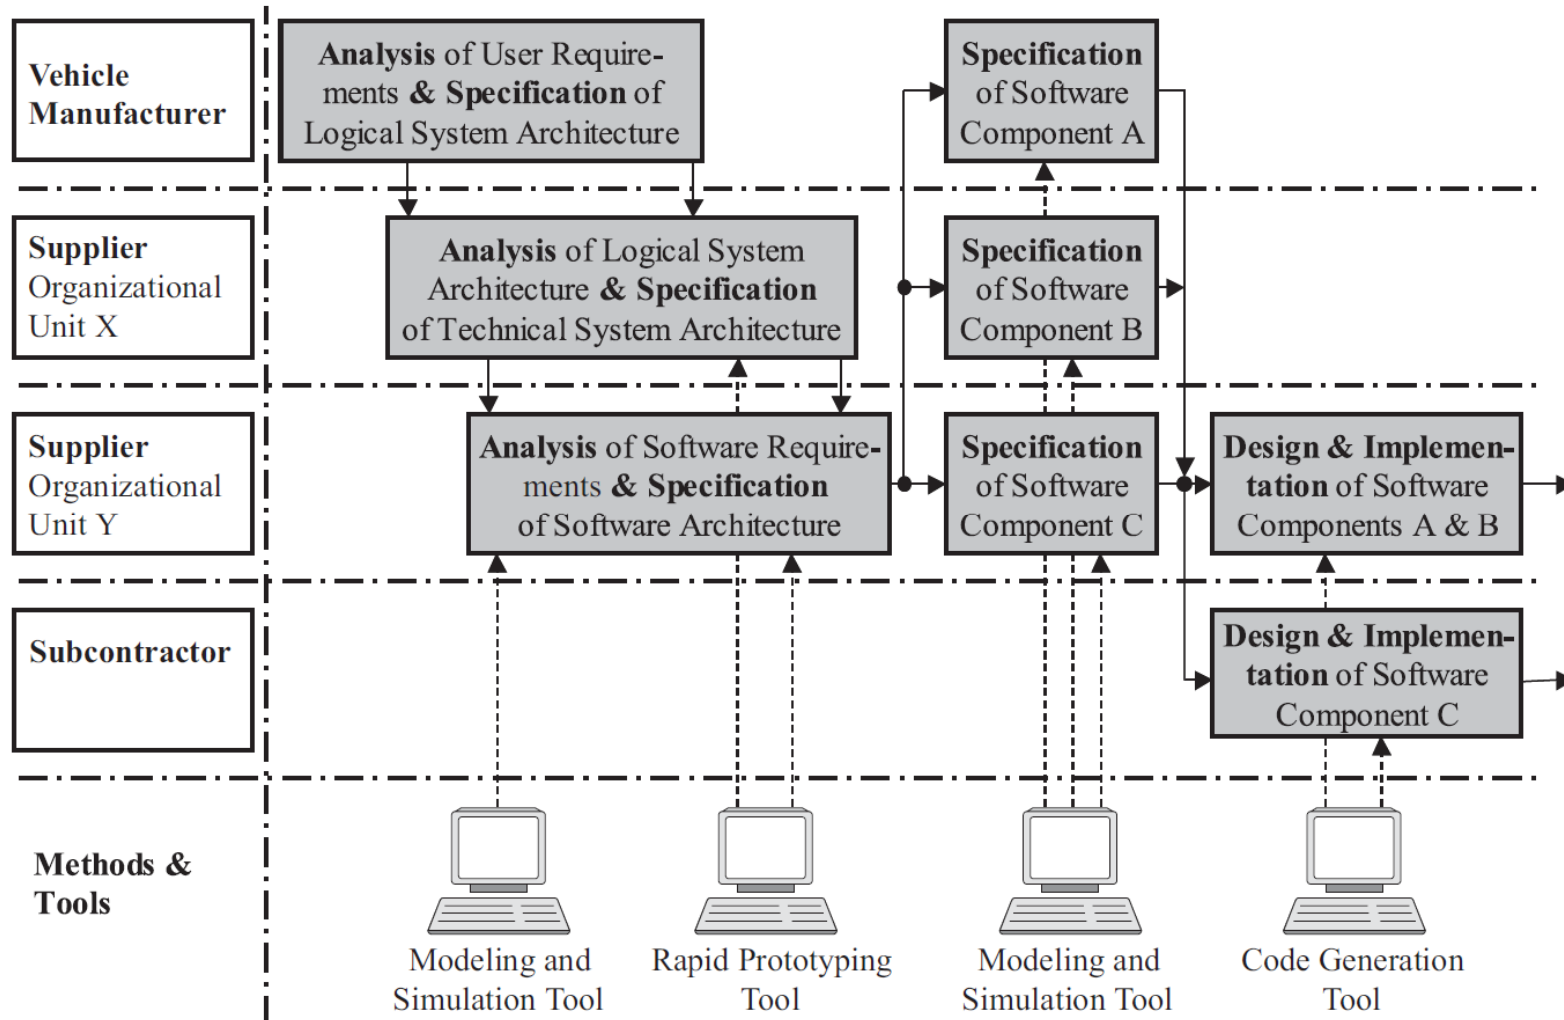 Vehicle
Manufacturer
Analysis of User Require-
ments & Specification of
Logical System Architecture
Specification
of Software
Component A
Supplier
Organizational
Unit X
Analysis of Logical System
Architecture & Specification
of Technical System Architecture
Specification
of Software
Component B
Supplier
Organizational
Unit Y
Analysis of Software Require-
ments & Specification
of Software Architecture
Specification
of Software
Component C
Design & Implemen-
tation of Software
Components A & B
Subcontractor
Design & Implemen-
tation of Software
Component C
Methods &
Tools
Modeling and
Simulation Tool
Rapid Prototyping
Tool
Modeling and
Simulation Tool
Code Generation
Tool